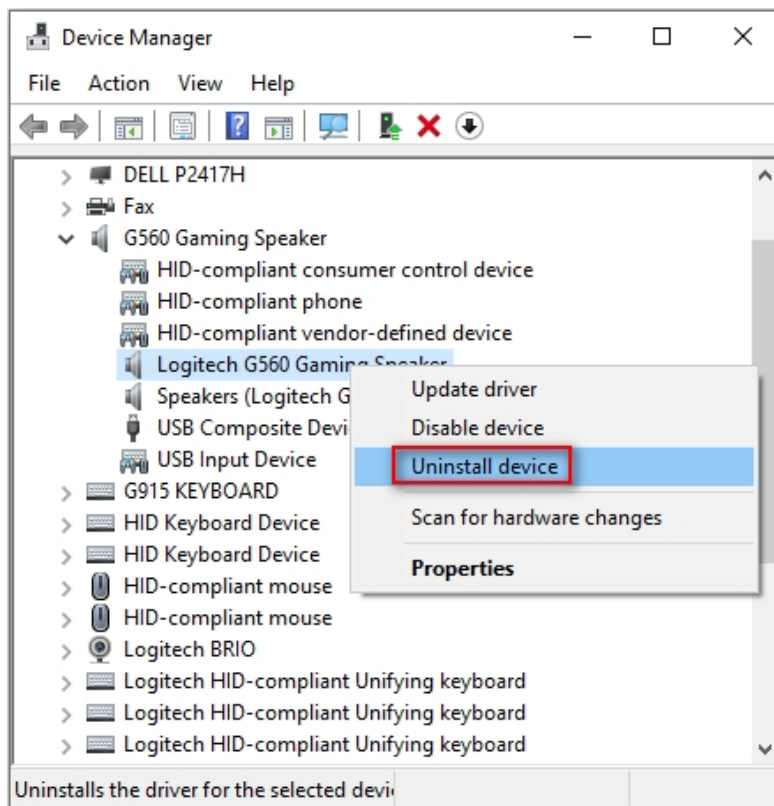 Device Manager
File Action View Help
DELL P2417H
Fax
G560 Gaming Speaker
HID-compliant consumer control device
HID-compliant phone
HID-compliant vendor-defined device
Logitech G560 Gaming Speaker
Speakers (Logitech G
USB Composite Devi
USB Input Device
Update driver
Disable device
Uninstall device
Scan for hardware changes
Properties
G915 KEYBOARD
HID Keyboard Device
HID Keyboard Device
HID-compliant mouse
HID-compliant mouse
Logitech BRIO
Logitech HID-compliant Unifying keyboard
Logitech HID-compliant Unifying keyboard
Logitech HID-compliant Unifying keyboard
Uninstalls the driver for the selected devi